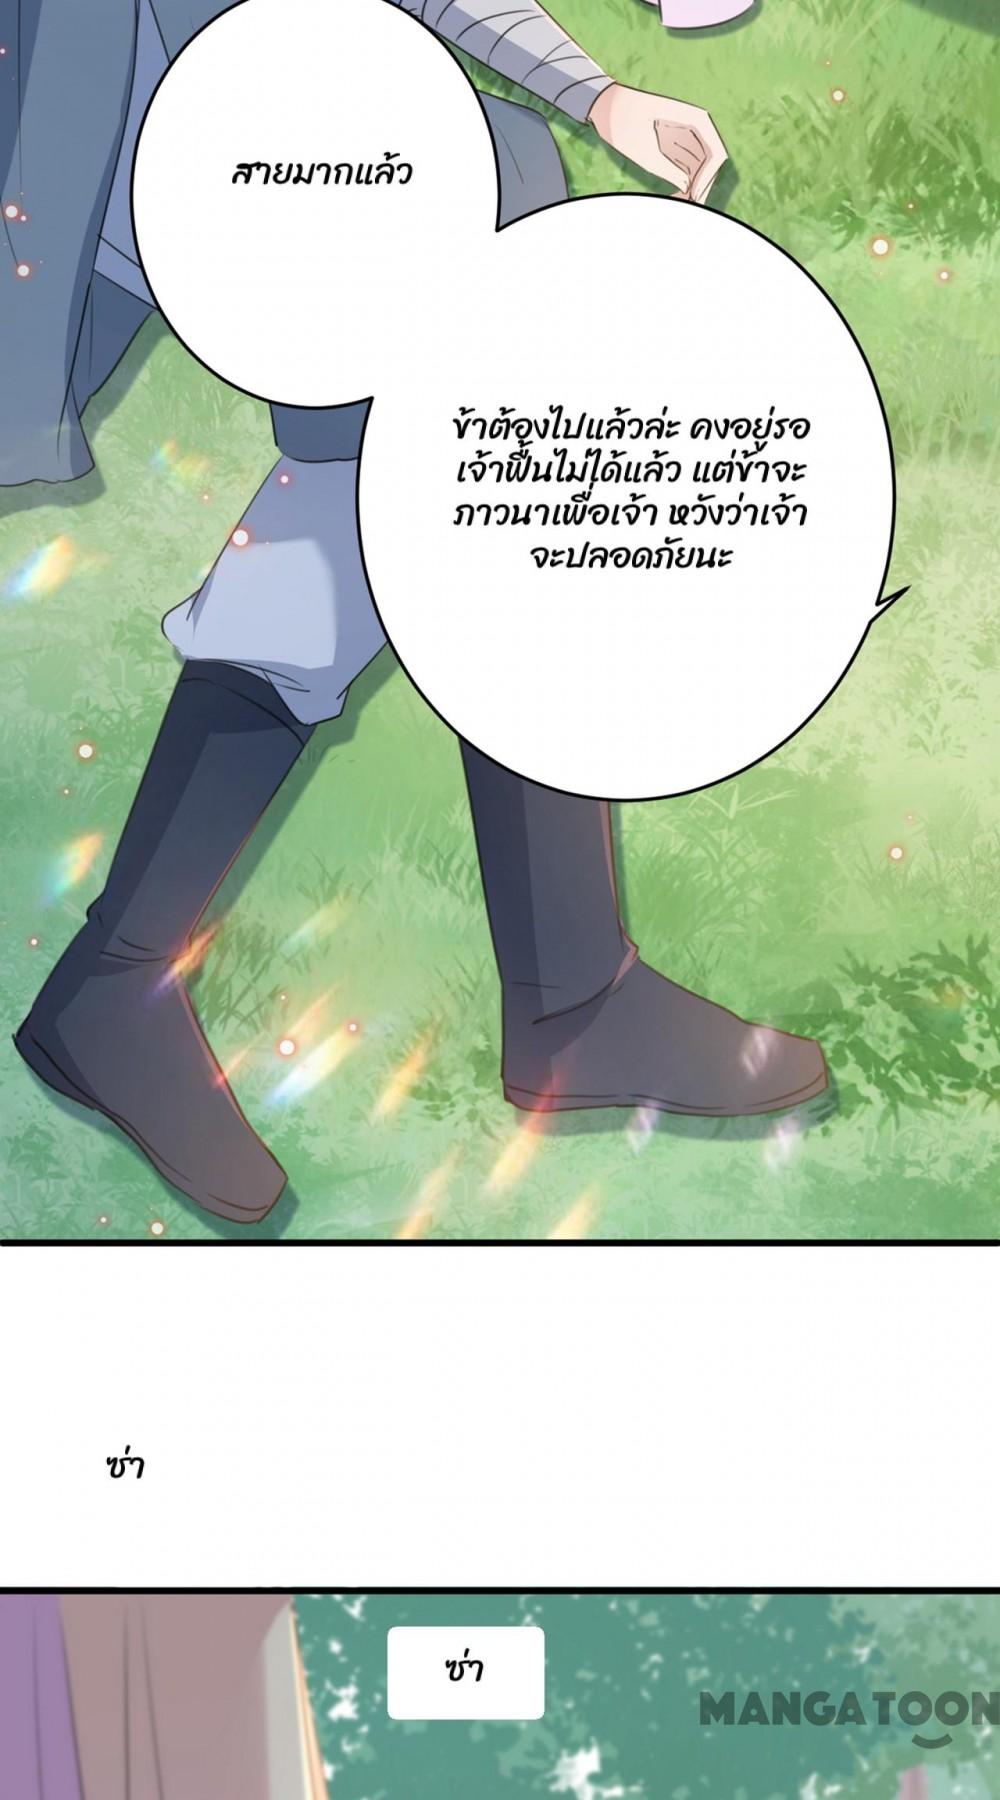 สายมากแล้ว
ข้าต้องไปแล้วล่ะ คงอยู่รอ
เจ้าฟื้นไม่ได้แล้ว แต่ข้าจะ
ภาวนาเพื่อเจ้า หวังว่าเจ้า
จะปลอดภัยนะ
ซ่า
ซ่า
MANGATOON